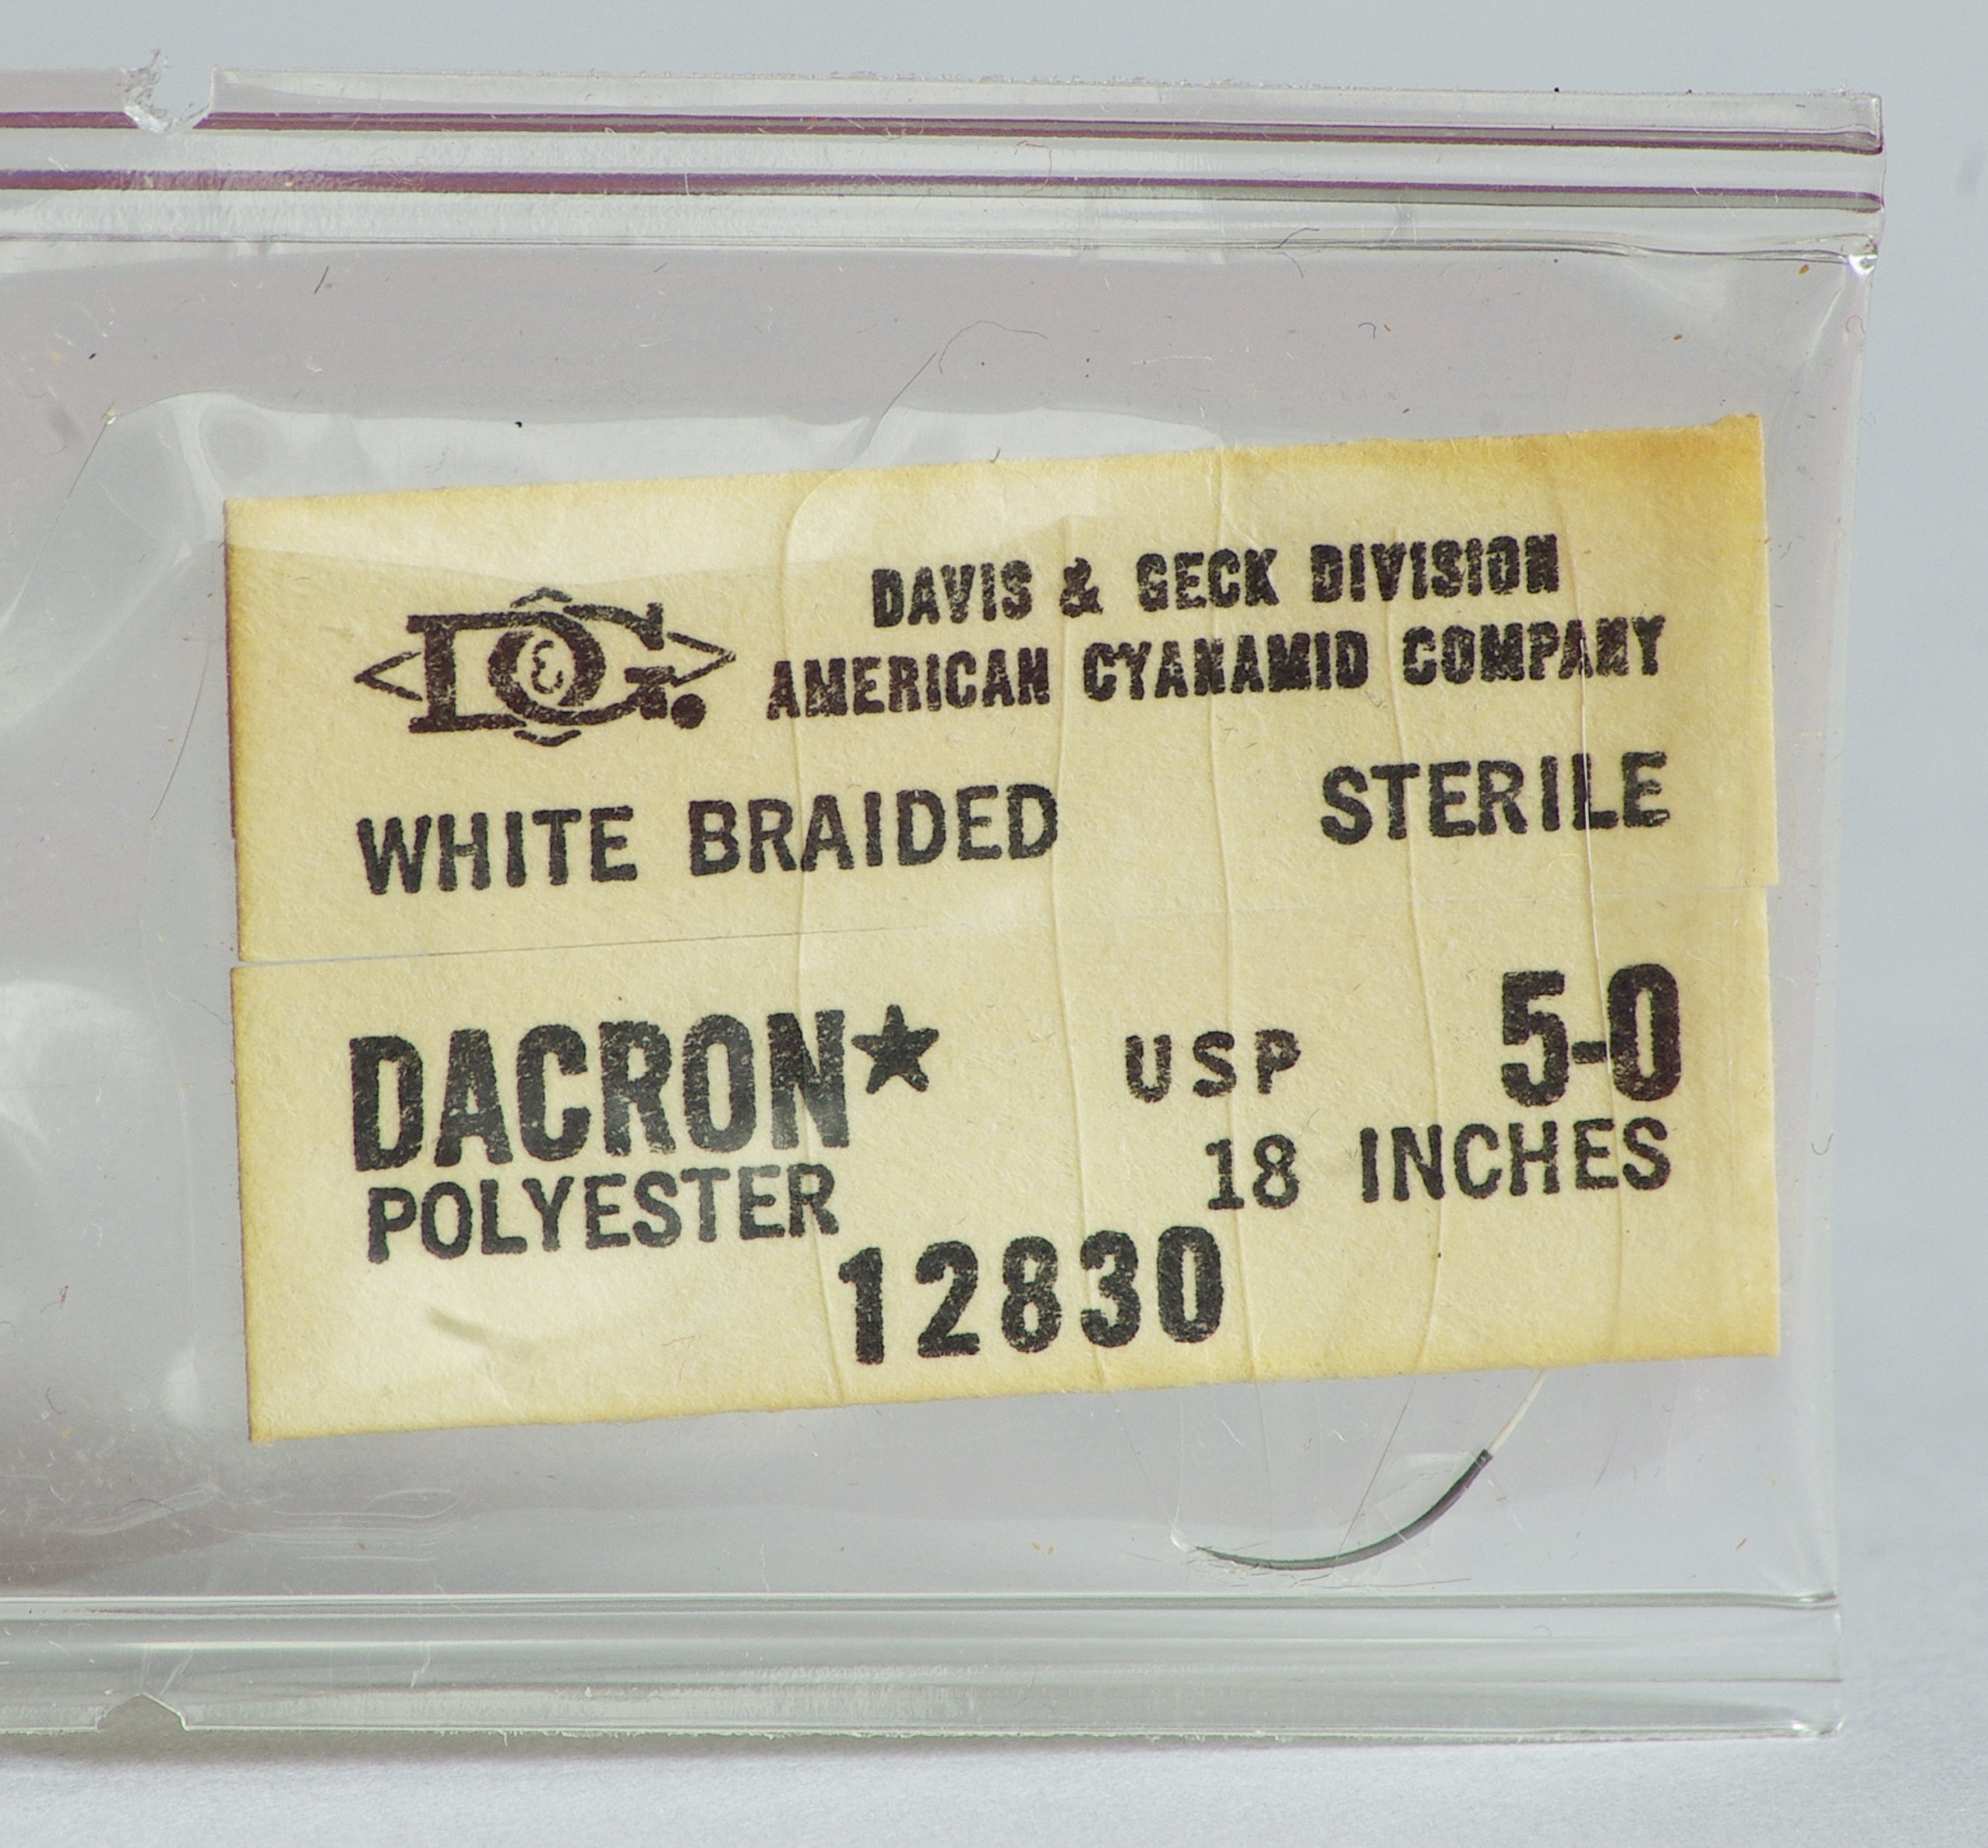 D&G.
DAVIS & GECK DIVISION
AMERICAN CYANAMID COMPANY
WHITE BRAIDED STERILE
DACRON★ USP 5-0
POLYESTER 18 INCHES
12830